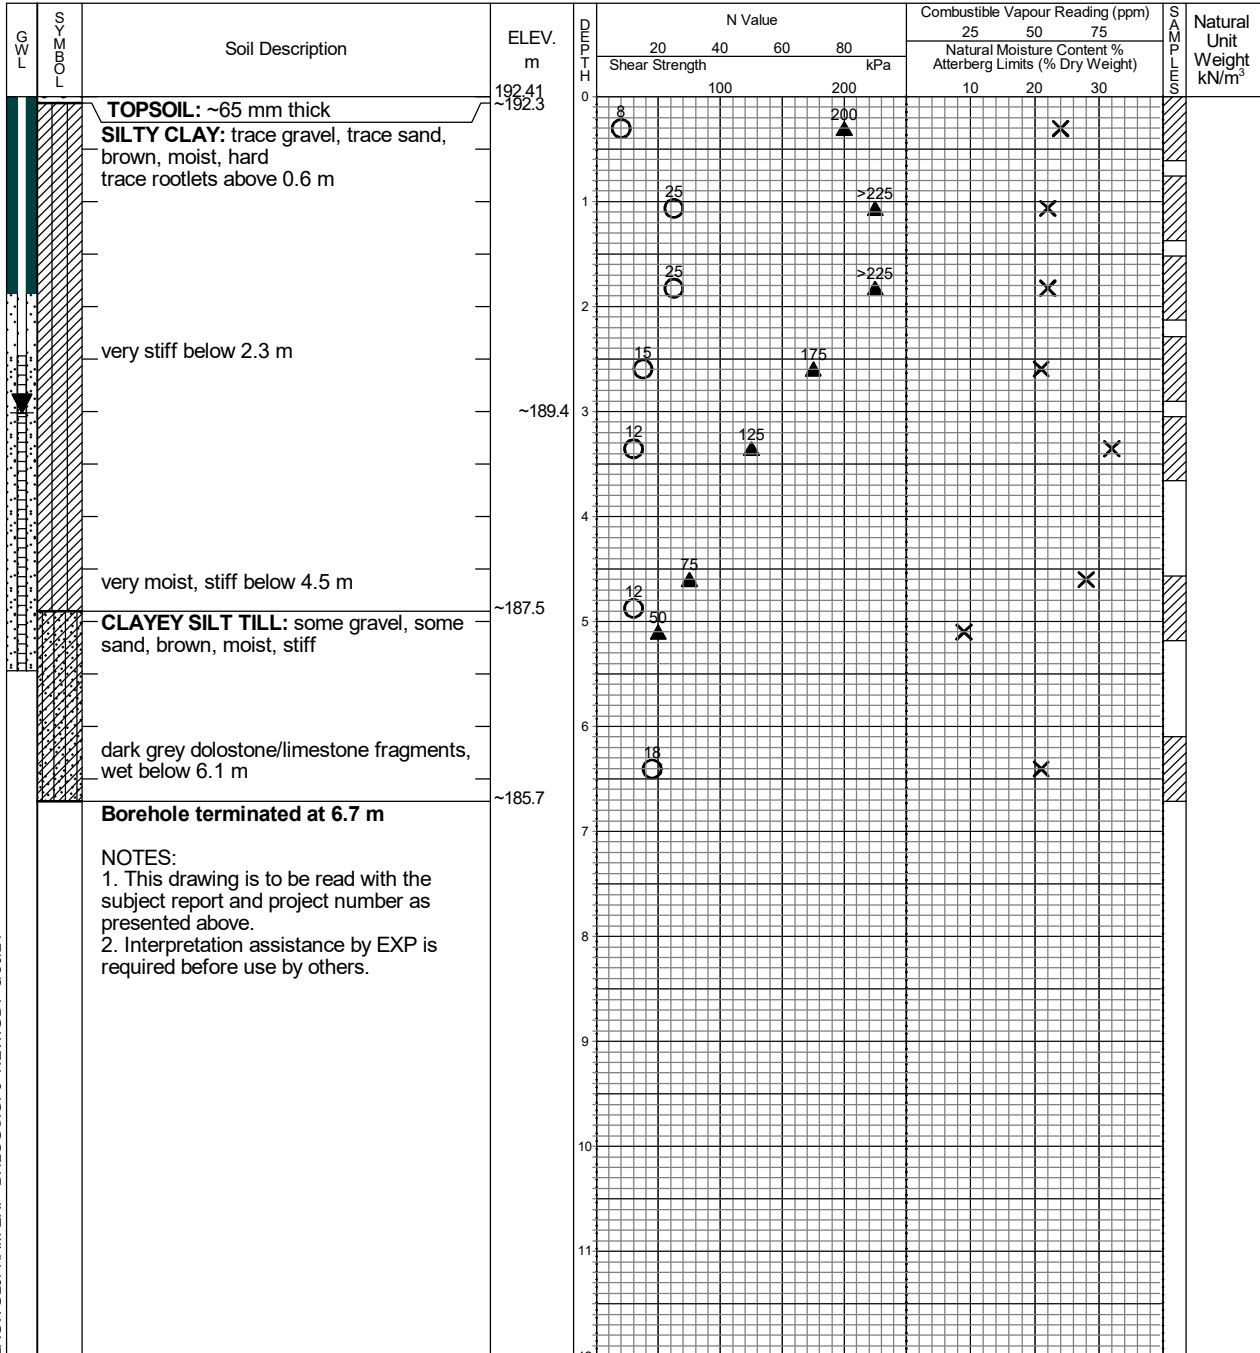 GWL
SYMBOL
Soil Description
ELEV.
m
DEPTH
N Value
20 40 60 80
Shear Strength kPa
100 200
Combustible Vapour Reading (ppm)
25 50 75
Natural Moisture Content %
Atterberg Limits (% Dry Weight)
10 20 30
SAMPLES
Natural
Unit
Weight
kN/m³
192.41
~192.3
0
TOPSOIL: ~65 mm thick
SILTY CLAY: trace gravel, trace sand,
brown, moist, hard
trace rootlets above 0.6 m
8 200
25 >225
1
25 >225
2
very stiff below 2.3 m
15 175
~189.4
3
12 125
4
very moist, stiff below 4.5 m
75
12
~187.5
CLAYEY SILT TILL: some gravel, some
sand, brown, moist, stiff
50
5
6
dark grey dolostone/limestone fragments,
wet below 6.1 m
18
~185.7
Borehole terminated at 6.7 m
7
NOTES:
1. This drawing is to be read with the
subject report and project number as
presented above.
2. Interpretation assistance by EXP is
required before use by others.
8
9
10
11